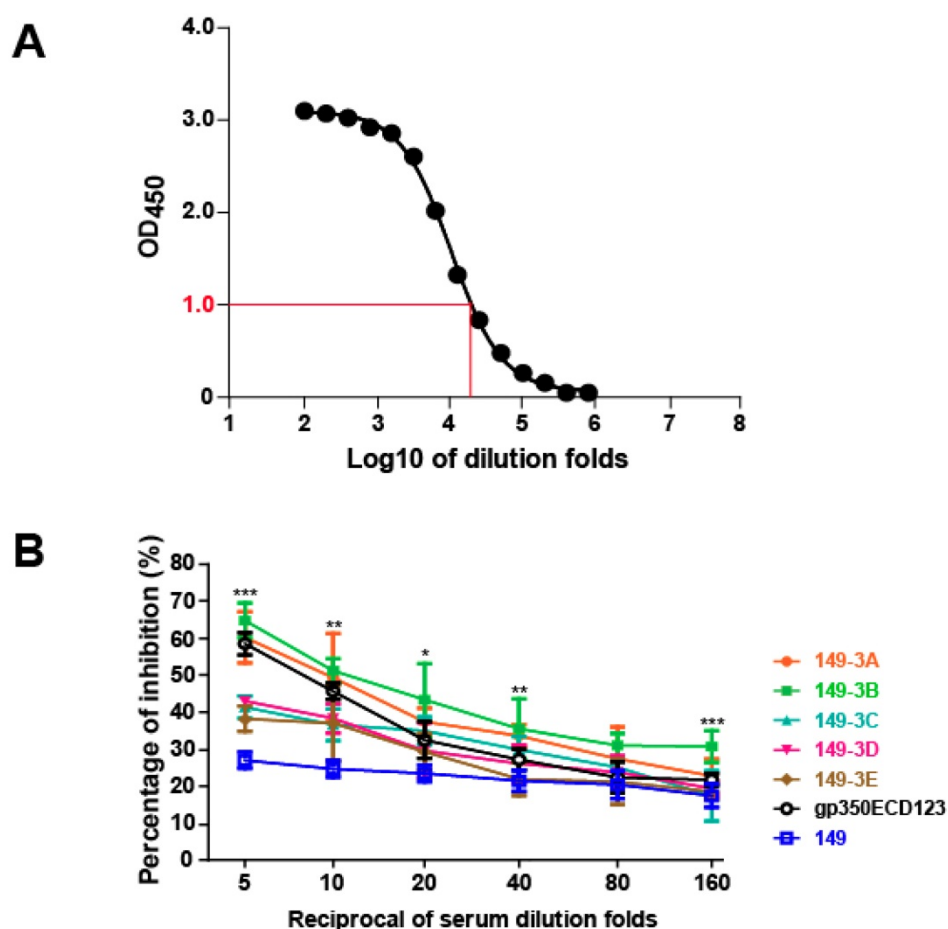 A
4.0
3.0
2.0
1.0
0
OD450
1 2 3 4 5 6 7 8
Log10 of dilution folds
B
Percentage of inhibition (%)
80
70
60
50
40
30
20
10
0
***
**
*
**
***
5 10 20 40 80 160
Reciprocal of serum dilution folds
149-3A
149-3B
149-3C
149-3D
149-3E
gp350ECD123
149